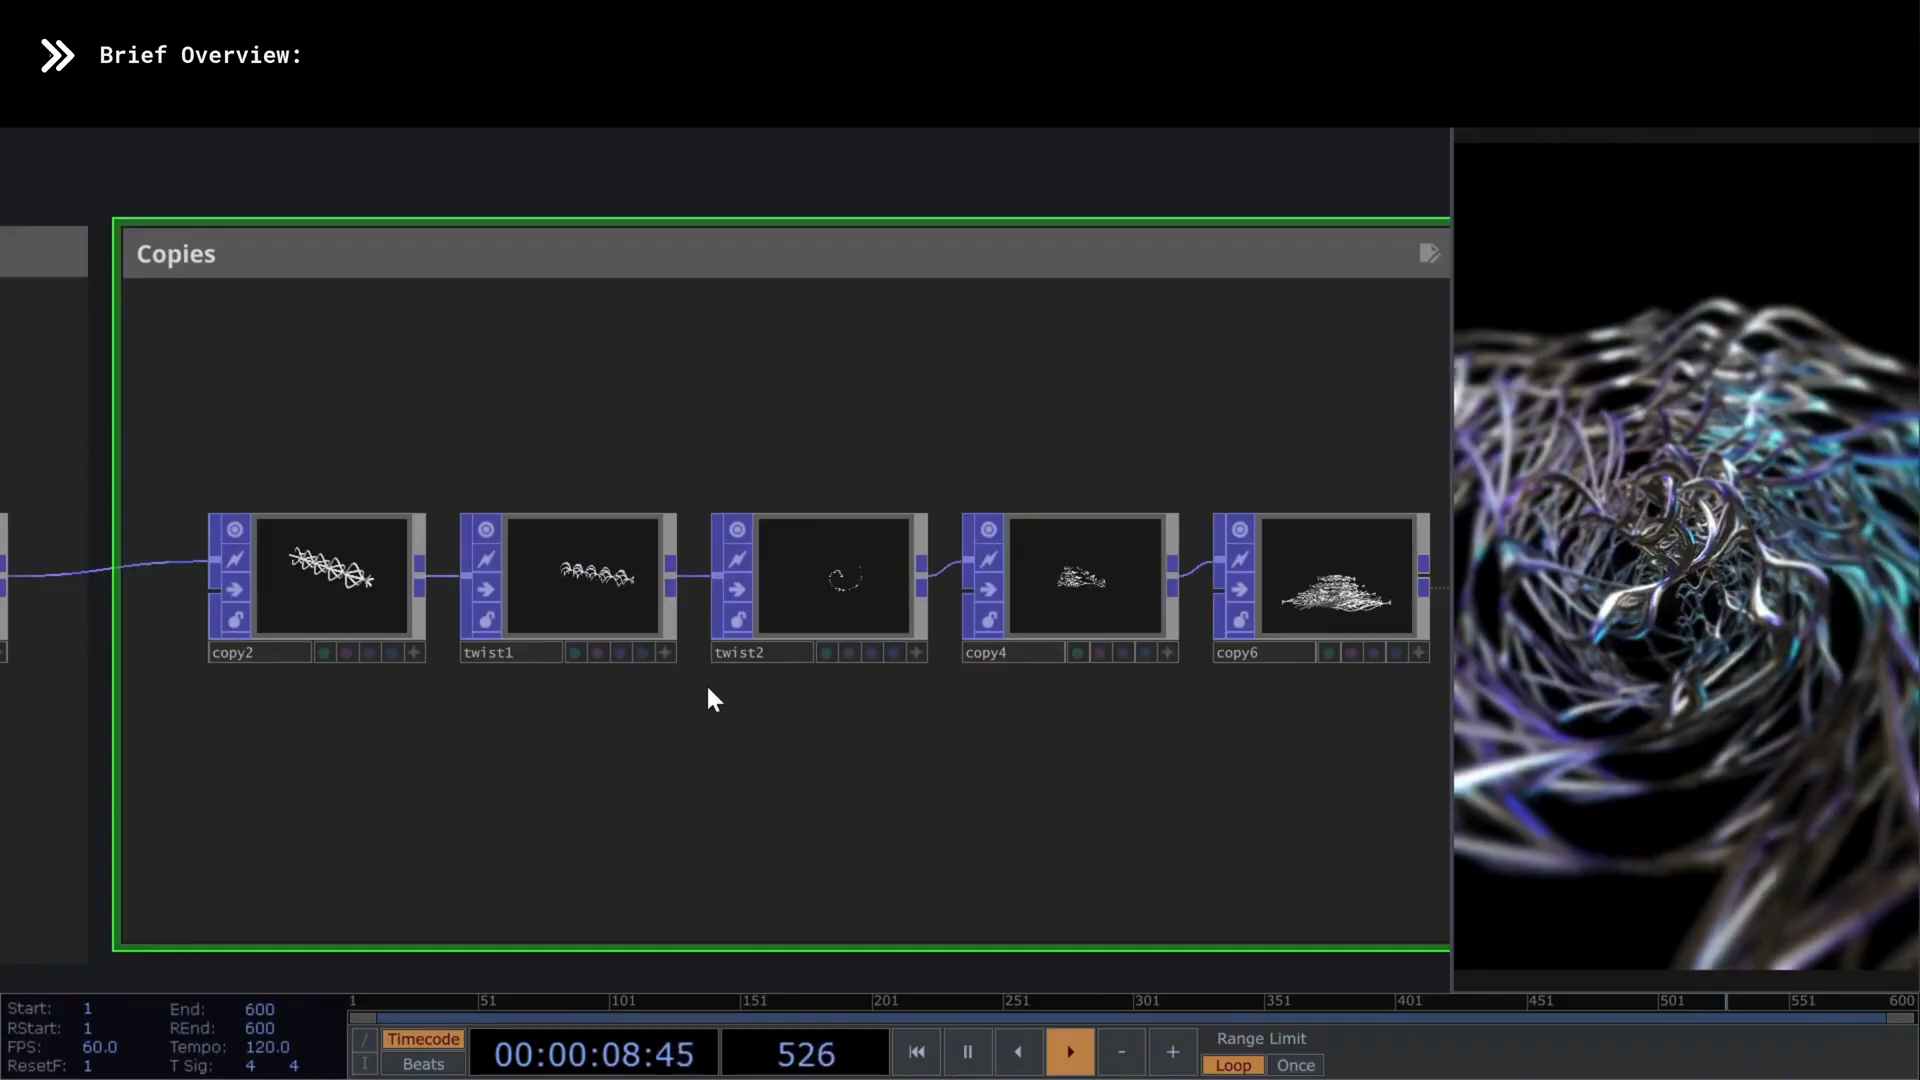 Brief Overview:
Copies
copy2
twist1
twist2
copy4
copy6
Start: 1 End: 600
RStart: 1 REnd: 600
FPS: 60.0 Tempo: 120.0
ResetF: 1 T Sig: 4 4
1 51 101 151 201 251 301 351 401 451 501 551 600
Timecode
Beats
00:00:08:45
526
Range Limit
Loop Once